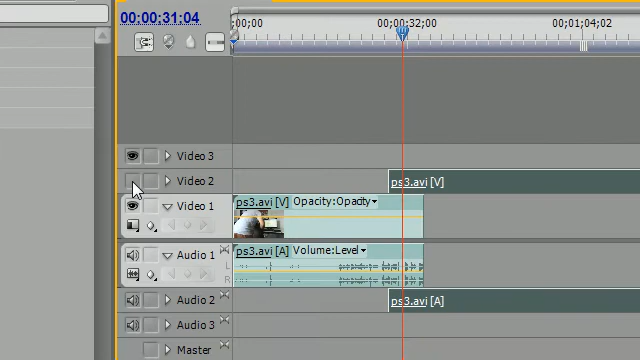 00:00:31:04
;00;00
00:00:32;00
00:01:04;02
Video 3
Video 2
ps3.avi [V]
Video 1
ps3.avi [V] Opacity:Opacity
Audio 1
ps3.avi [A] Volume:Level
L
R
Audio 2
ps3.avi [A]
Audio 3
Master